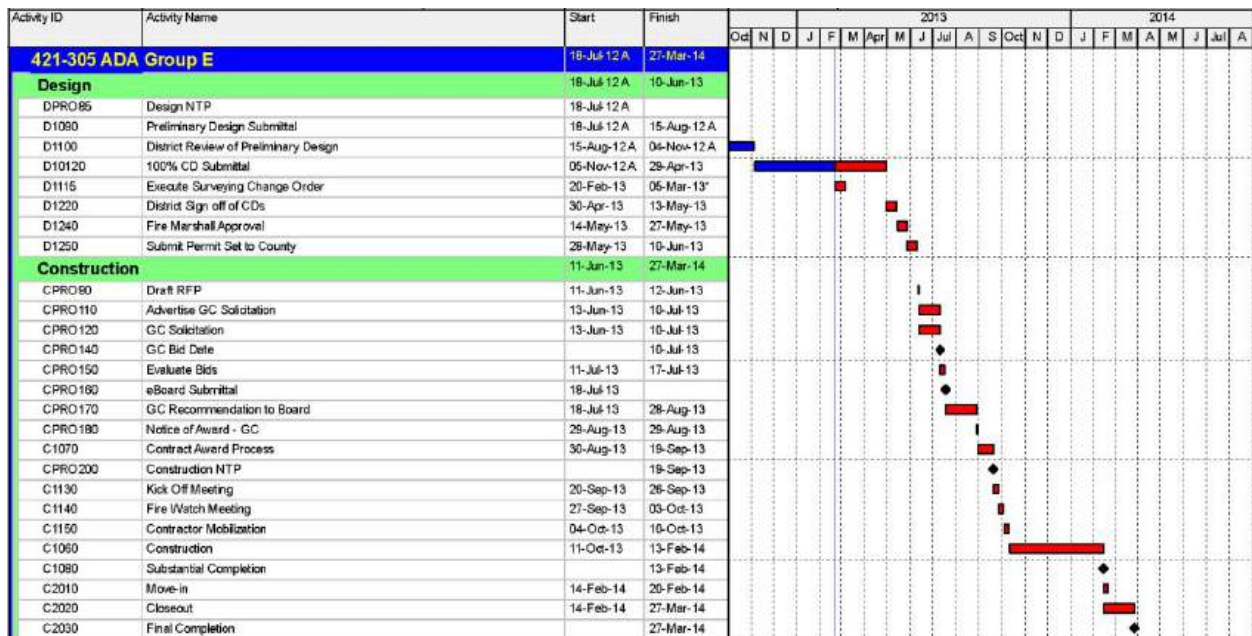 Activity ID Activity Name Start Finish 2013 2014
Oct N D J F M Apr M J Jul A S Oct N D J F M A M J Jul A
421-305 ADA Group E 18-Jul-12 A 27-Mar-14
Design 18-Jul-12 A 10-Jun-13
DPRO85 Design NTP 18-Jul-12 A
D1090 Preliminary Design Submittal 18-Jul-12 A 15-Aug-12 A
D1100 District Review of Preliminary Design 15-Aug-12 A 04-Nov-12 A
D10120 100% CD Submittal 05-Nov-12 A 29-Apr-13
D1115 Execute Surveying Change Order 20-Feb-13 05-Mar-13*
D1220 District Sign off of CDs 30-Apr-13 13-May-13
D1240 Fire Marshall Approval 14-May-13 27-May-13
D1250 Submit Permit Set to County 28-May-13 10-Jun-13
Construction 11-Jun-13 27-Mar-14
CPRO90 Draft RFP 11-Jun-13 12-Jun-13
CPRO110 Advertise GC Solicitation 13-Jun-13 10-Jul-13
CPRO120 GC Solicitation 13-Jun-13 10-Jul-13
CPRO140 GC Bid Date 10-Jul-13
CPRO150 Evaluate Bids 11-Jul-13 17-Jul-13
CPRO160 eBoard Submittal 18-Jul-13
CPRO170 GC Recommendation to Board 18-Jul-13 28-Aug-13
CPRO180 Notice of Award - GC 29-Aug-13 29-Aug-13
C1070 Contract Award Process 30-Aug-13 19-Sep-13
CPRO200 Construction NTP 19-Sep-13
C1130 Kick Off Meeting 20-Sep-13 26-Sep-13
C1140 Fire Watch Meeting 27-Sep-13 03-Oct-13
C1150 Contractor Mobilization 04-Oct-13 10-Oct-13
C1060 Construction 11-Oct-13 13-Feb-14
C1080 Substantial Completion 13-Feb-14
C2010 Move-in 14-Feb-14 20-Feb-14
C2020 Closeout 14-Feb-14 27-Mar-14
C2030 Final Completion 27-Mar-14